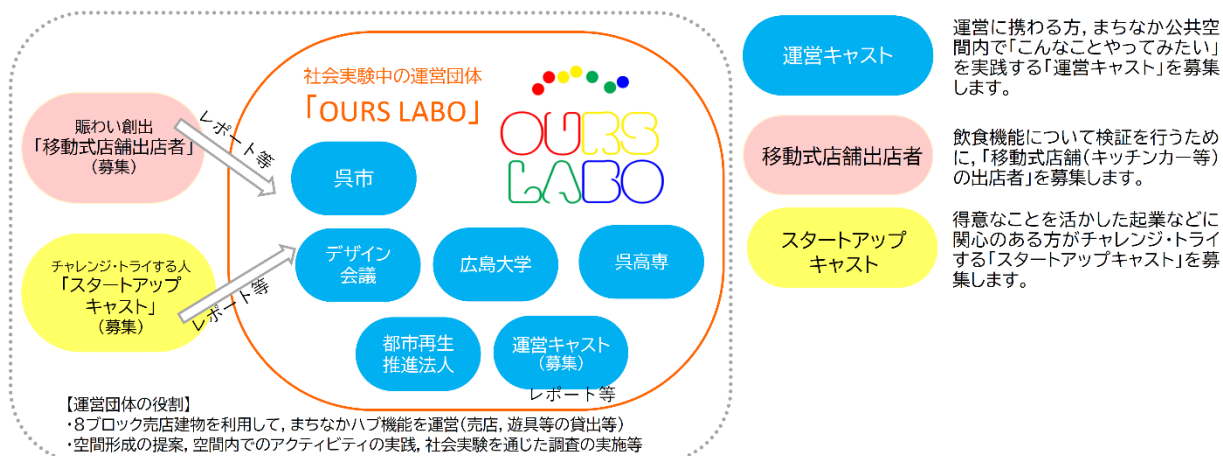 社会実験中の運営団体
「OURS LABO」
OURS
LABO
賑わい創出
「移動式店舗出店者」
(募集)
レポート等
チャレンジ・トライする人
「スタートアップ
キャスト」
(募集)
レポート等
呉市
デザイン
会議
広島大学
呉高専
都市再生
推進法人
運営キャスト
(募集)
レポート等
【運営団体の役割】
・8ブロック売店建物を利用して,まちなかハブ機能を運営(売店,遊具等の貸出等)
・空間形成の提案,空間内でのアクティビティの実践,社会実験を通じた調査の実施等
運営キャスト
運営に携わる方,まちなか公共空
間内で「こんなことやってみたい」
を実践する「運営キャスト」を募集
します。
移動式店舗出店者
飲食機能について検証を行うため
に,「移動式店舗(キッチンカー等)
の出店者」を募集します。
スタートアップ
キャスト
得意なことを活かした起業などに
関心のある方がチャレンジ・トライ
する「スタートアップキャスト」を募
集します。